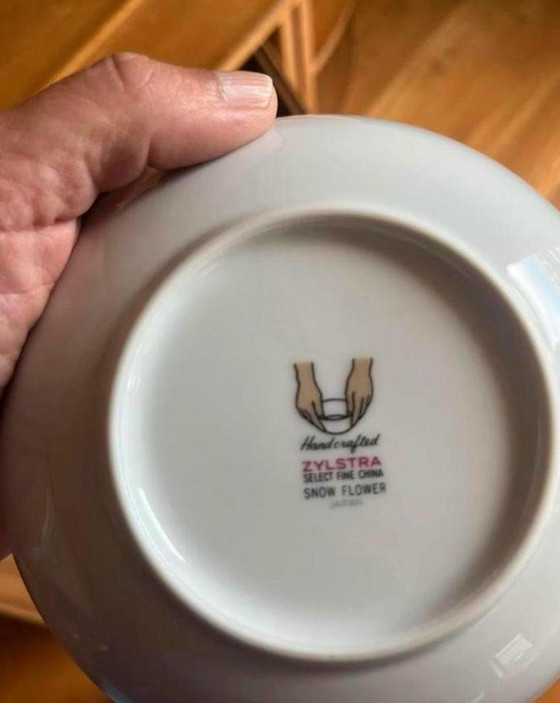 Handcrafted
ZYLSTRA
SELECT FINE CHINA
SNOW FLOWER
JAPAN